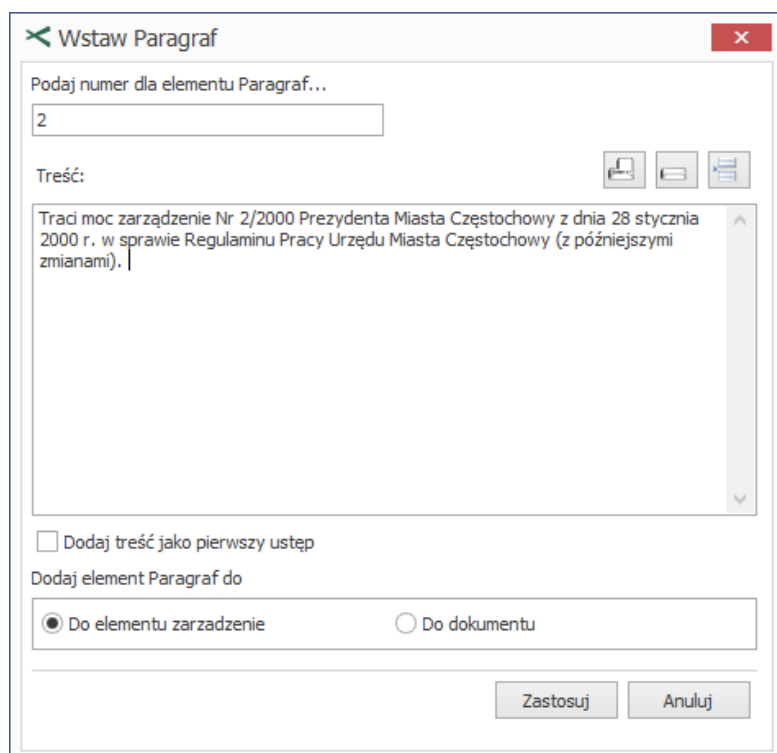 Wstaw Paragraf
Podaj numer dla elementu Paragraf...
2
Treść:
Traci moc zarządzenie Nr 2/2000 Prezydenta Miasta Częstochowy z dnia 28 stycznia
2000 r. w sprawie Regulaminu Pracy Urzędu Miasta Częstochowy (z późniejszymi
zmianami).
Dodaj treść jako pierwszy ustęp
Dodaj element Paragraf do
Do elementu zarzadzenie
Do dokumentu
Zastosuj
Anuluj